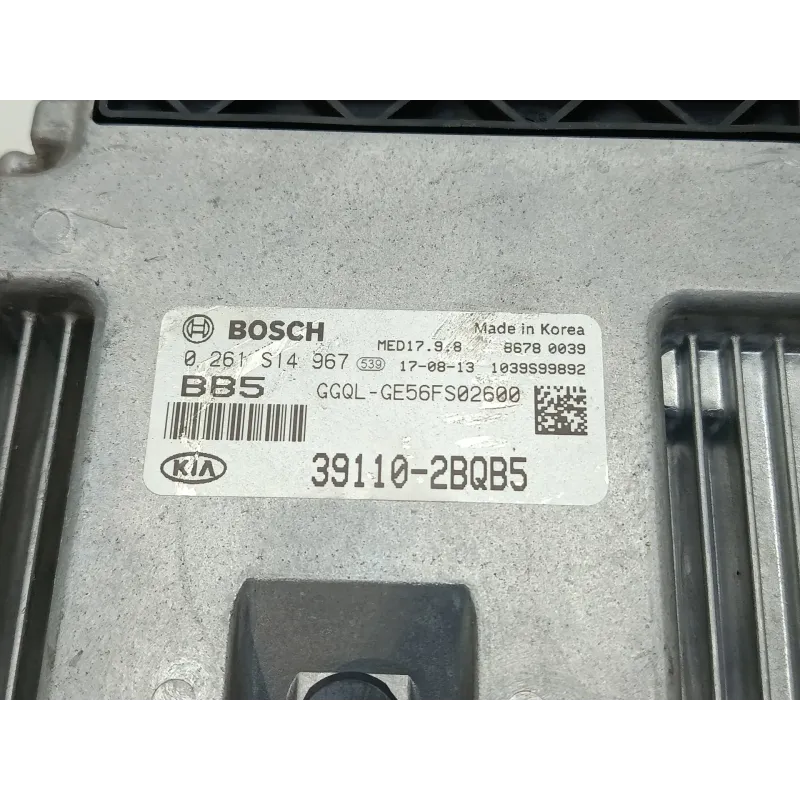 BOSCH Made in Korea
MED17.9.8 8678 0039
0 261 S14 967 539 17-08-13 1039S99892
BB5 GGQL-GE56FS02600
KIA 39110-2BQB5